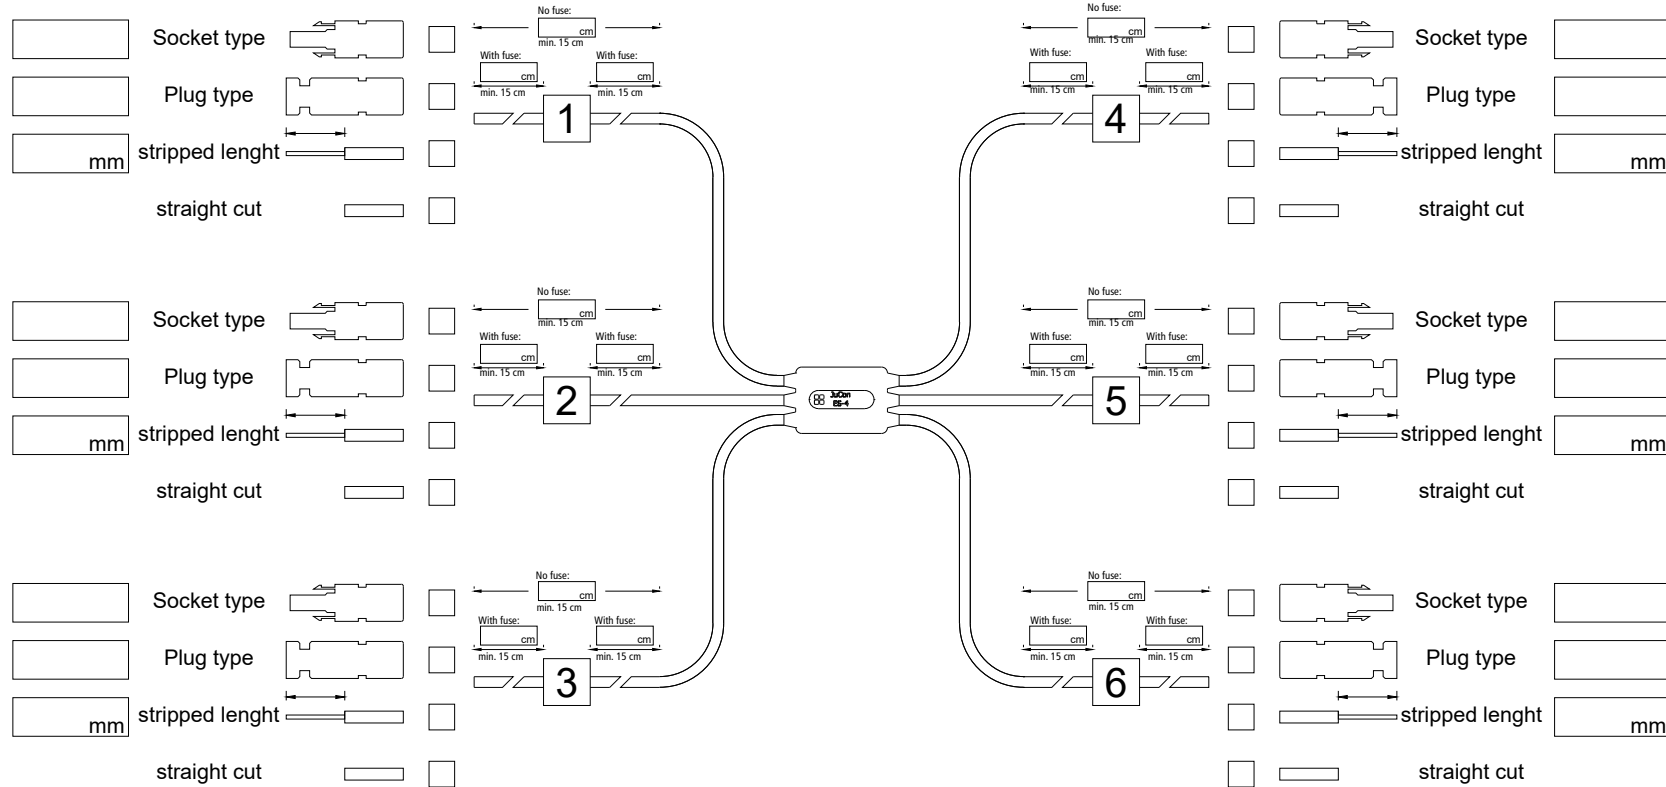 No fuse:
cm
min. 15 cm
Socket type
With fuse:
With fuse:
cm
cm
min. 15 cm
min. 15 cm
Plug type
1
mm
stripped lenght
straight cut
No fuse:
cm
min. 15 cm
Socket type
With fuse:
With fuse:
cm
cm
min. 15 cm
min. 15 cm
Plug type
4
stripped lenght
mm
straight cut
No fuse:
cm
min. 15 cm
Socket type
With fuse:
With fuse:
cm
cm
min. 15 cm
min. 15 cm
Plug type
2
mm
stripped lenght
straight cut
JuCon
ES-4
No fuse:
cm
min. 15 cm
Socket type
With fuse:
With fuse:
cm
cm
min. 15 cm
min. 15 cm
Plug type
5
stripped lenght
mm
straight cut
No fuse:
cm
min. 15 cm
Socket type
With fuse:
With fuse:
cm
cm
min. 15 cm
min. 15 cm
Plug type
3
mm
stripped lenght
straight cut
No fuse:
cm
min. 15 cm
Socket type
With fuse:
With fuse:
cm
cm
min. 15 cm
min. 15 cm
Plug type
6
stripped lenght
mm
straight cut